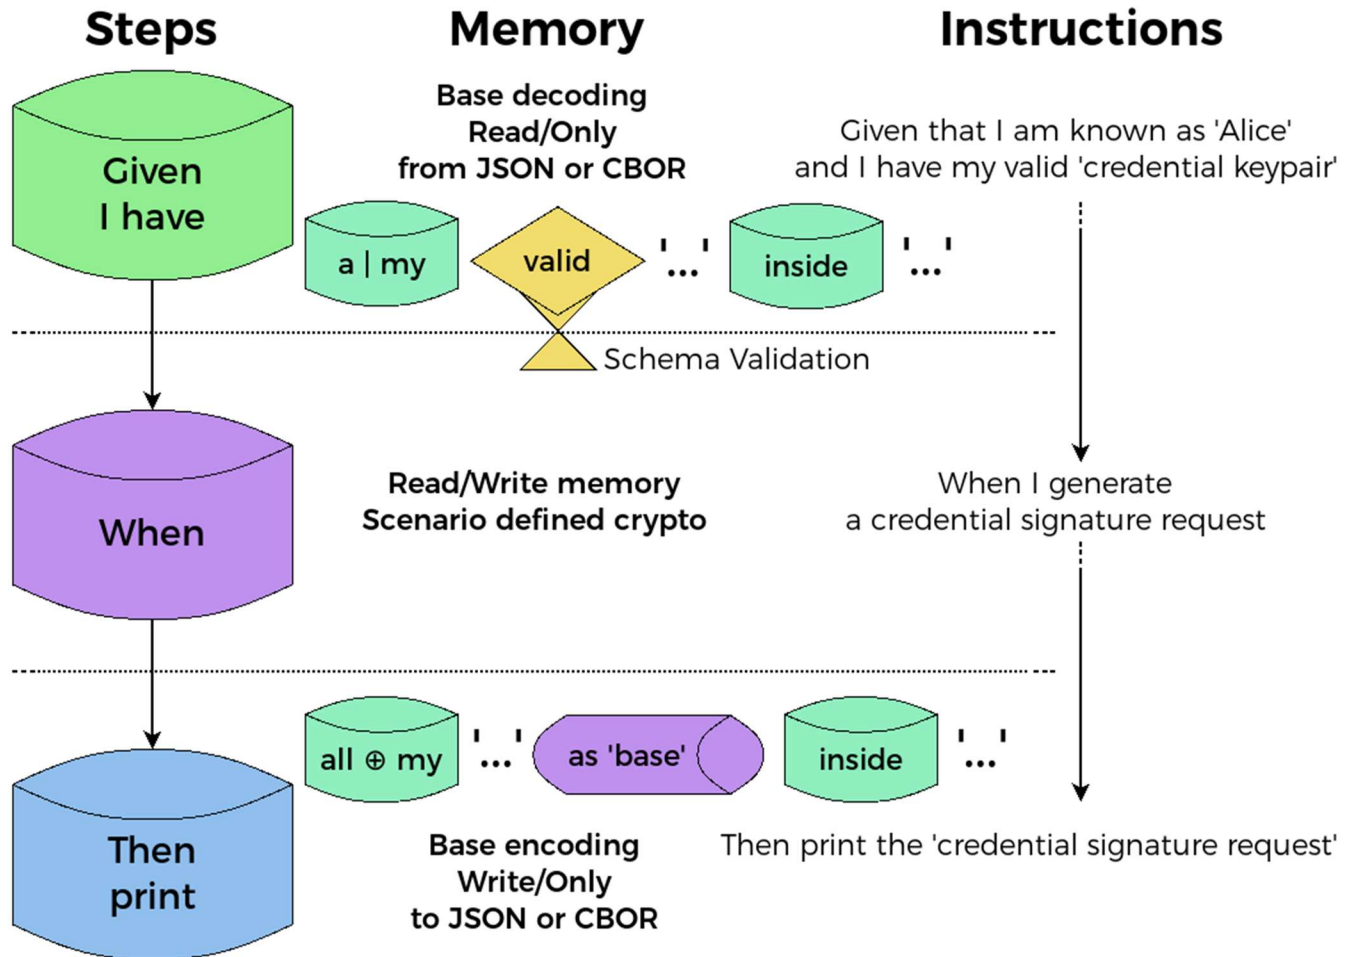 Steps
Memory
Instructions
Given
I have
Base decoding
Read/Only
from JSON or CBOR
Given that I am known as 'Alice'
and I have my valid 'credential keypair'
a | my
valid
'...'
inside
'...'
Schema Validation
When
Read/Write memory
Scenario defined crypto
When I generate
a credential signature request
all ⊕ my
'...'
as 'base'
inside
'...'
Then
print
Base encoding
Write/Only
to JSON or CBOR
Then print the 'credential signature request'